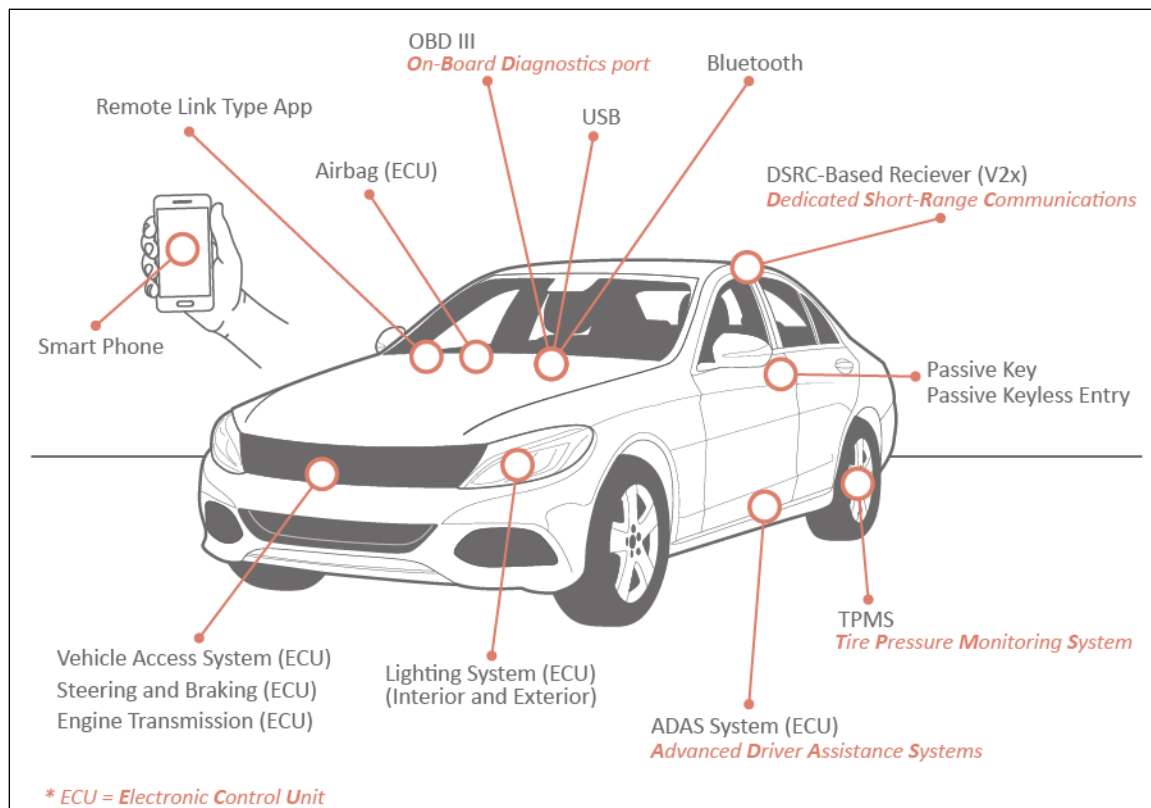 OBD III
On-Board Diagnostics port
Bluetooth
Remote Link Type App
USB
Airbag (ECU)
DSRC-Based Reciever (V2x)
Dedicated Short-Range Communications
Smart Phone
Passive Key
Passive Keyless Entry
TPMS
Tire Pressure Monitoring System
Vehicle Access System (ECU)
Steering and Braking (ECU)
Engine Transmission (ECU)
Lighting System (ECU)
(Interior and Exterior)
ADAS System (ECU)
Advanced Driver Assistance Systems
* ECU = Electronic Control Unit